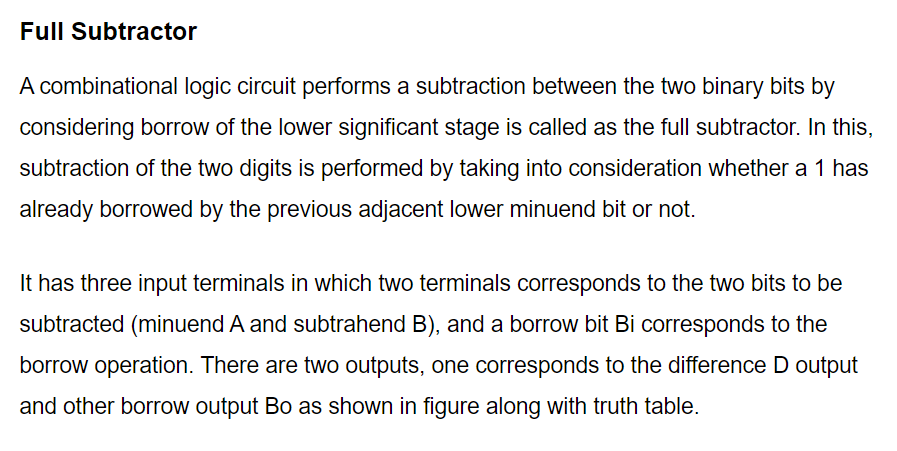 Full Subtractor
A combinational logic circuit performs a subtraction between the two binary bits by
considering borrow of the lower significant stage is called as the full subtractor. In this,
subtraction of the two digits is performed by taking into consideration whether a 1 has
already borrowed by the previous adjacent lower minuend bit or not.
It has three input terminals in which two terminals corresponds to the two bits to be
subtracted (minuend A and subtrahend B), and a borrow bit Bi corresponds to the
borrow operation. There are two outputs, one corresponds to the difference D output
and other borrow output Bo as shown in figure along with truth table.